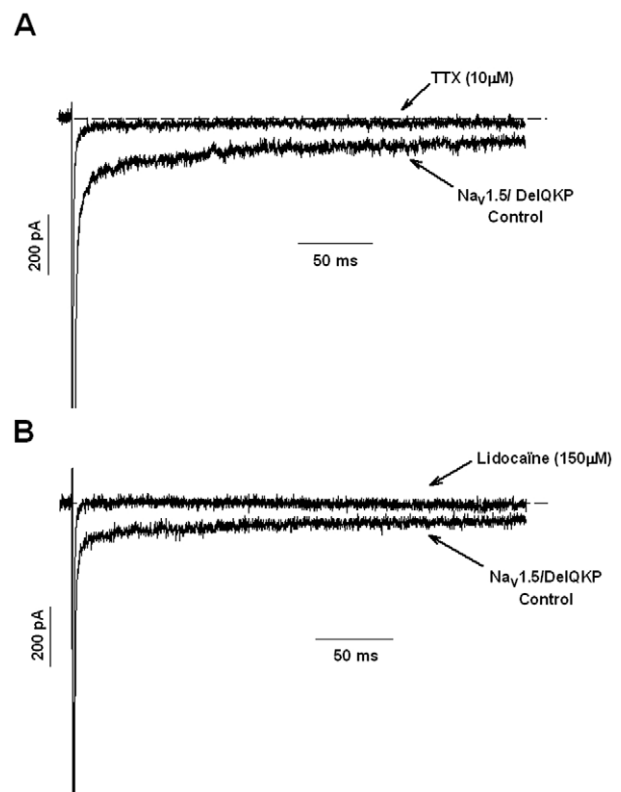 A
TTX (10µM)
Nav1.5/ DelQKP
Control
200 pA
50 ms
B
Lidocaïne (150µM)
Nav1.5/DelQKP
Control
200 pA
50 ms